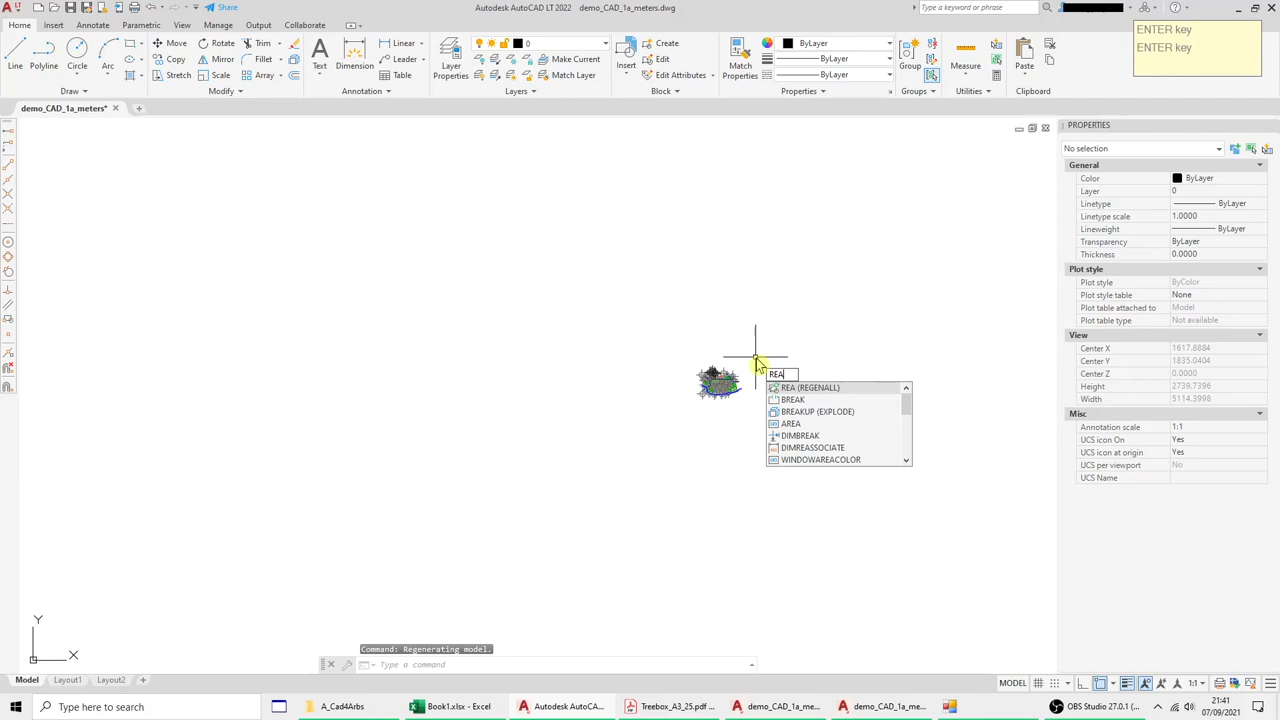 Share
Autodesk AutoCAD LT 2022 demo_CAD_1a_meters.dwg
Type a keyword or phrase
Home Insert Annotate Parametric View Manage Collaborate Output
Move Rotate Trim
Line Polyline Circle Arc
Copy Mirror Fillet
Stretch Scale Array
Draw Modify
Text Dimension
Linear
Leader
Table
Annotation
Layer
Properties
0
Make Current
Match Layer
Layers
Insert
Create
Edit
Edit Attributes
Block
Match
Properties
ByLayer
ByLayer
ByLayer
Properties
Group
Groups
Measure
Utilities
Paste
Clipboard
ENTER key
ENTER key
demo_CAD_1a_meters*
REA
REA (REGENALL)
BREAK
BREAKUP (EXPLODE)
AREA
DIMBREAK
DIMREASSOCIATE
WINDOWAREACOLOR
PROPERTIES
No selection
General
Color ByLayer
Layer 0
Linetype ByLayer
Linetype scale 1.0000
Lineweight ByLayer
Transparency ByLayer
Thickness 0.0000
Plot style
Plot style ByColor
Plot style table None
Plot table attached to Model
Plot table type Not available
View
Center X 1617.8884
Center Y 1835.0404
Center Z 0.0000
Height 2739.7396
Width 5114.3998
Misc
Annotation scale 1:1
UCS icon On Yes
UCS icon at origin Yes
UCS per viewport No
UCS Name
Y
X
Command: Regenerating model.
Type a command
Model Layout1 Layout2 +
MODEL 1:1
Type here to search
A_Cad4Arbs
Book1.xlsx - Excel
Autodesk AutoCA...
Treebox_A3_25.pdf ...
demo_CAD_1a_me...
demo_CAD_1a_me...
OBS Studio 27.0.1 (...
21:41
07/09/2021